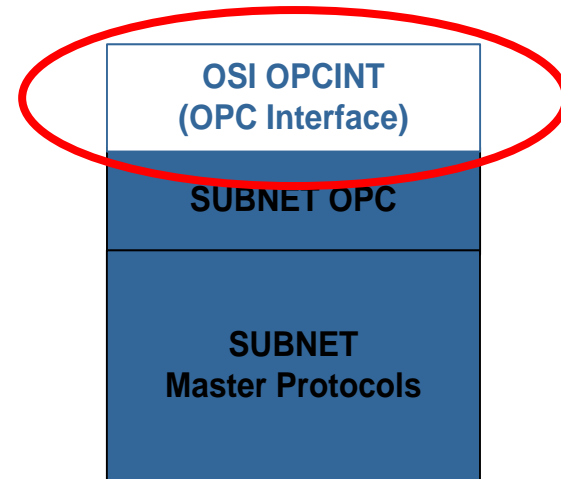 OSI OPCINT
(OPC Interface)
SUBNET OPC
SUBNET
Master Protocols